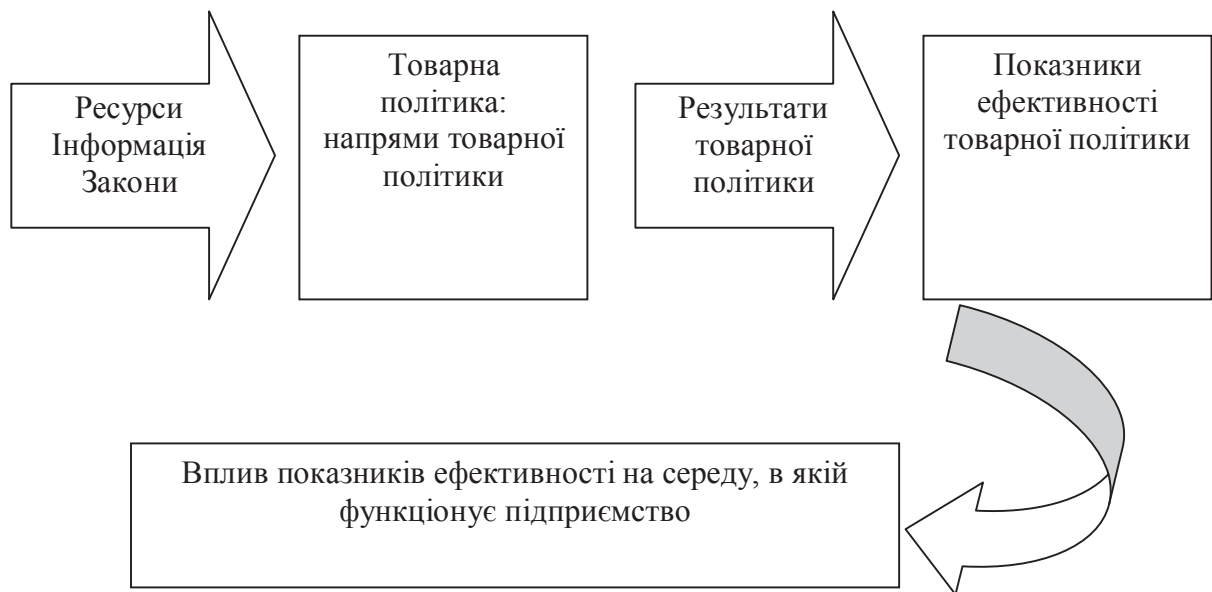 Ресурси
Інформація
Закони
Товарна
політика:
напрями товарної
політики
Результати
товарної
політики
Показники
ефективності
товарної політики
Вплив показників ефективності на середу, в якій
функціонує підприємство